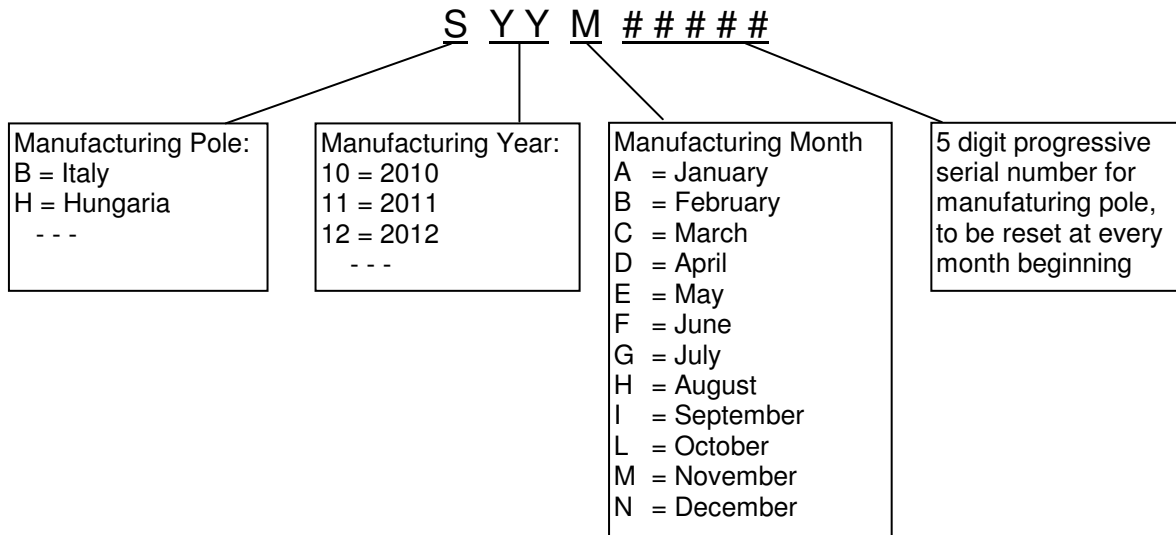 S YY M #####
Manufacturing Pole:
B = Italy
H = Hungaria
- - -
Manufacturing Year:
10 = 2010
11 = 2011
12 = 2012
- - -
Manufacturing Month
A = January
B = February
C = March
D = April
E = May
F = June
G = July
H = August
I = September
L = October
M = November
N = December
5 digit progressive
serial number for
manufaturing pole,
to be reset at every
month beginning